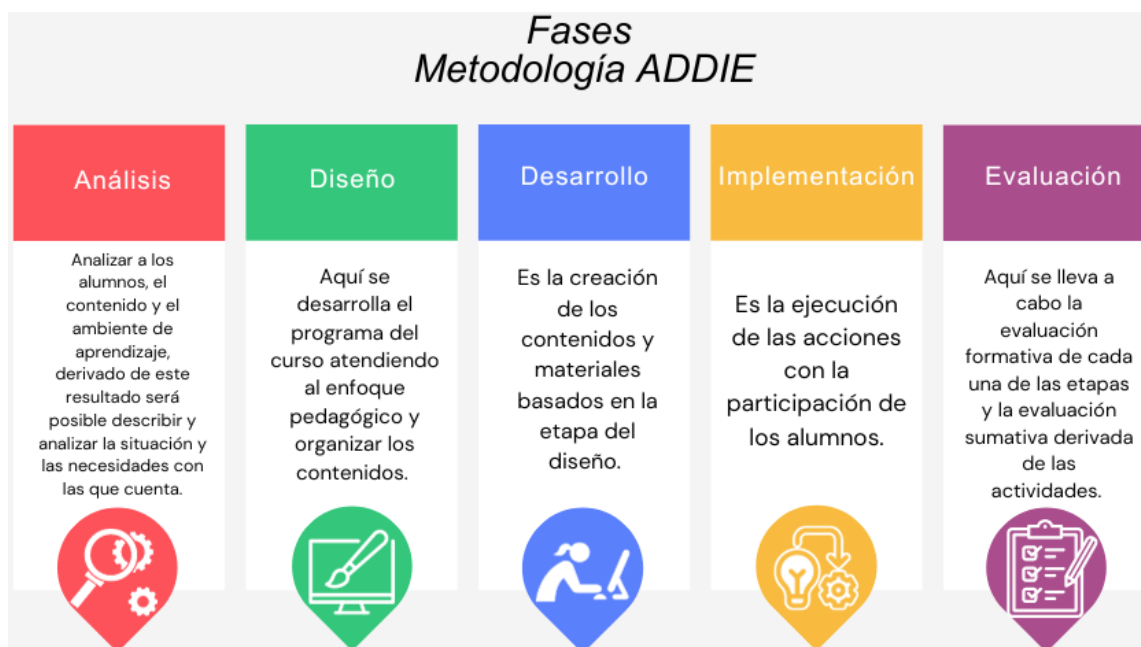 Fases
Metodología ADDIE
Análisis
Analizar a los
alumnos, el
contenido y el
ambiente de
aprendizaje,
derivado de este
resultado será
posible describir y
analizar la situación y
las necesidades con
las que cuenta.
Diseño
Aquí se
desarrolla el
programa del
curso atendiendo
al enfoque
pedagógico y
organizar los
contenidos.
Desarrollo
Es la creación
de los
contenidos y
materiales
basados en la
etapa del
diseño.
Implementación
Es la ejecución
de las acciones
con la
participación de
los alumnos.
Evaluación
Aquí se lleva a
cabo la
evaluación
formativa de cada
una de las etapas
y la evaluación
sumativa derivada
de las
actividades.